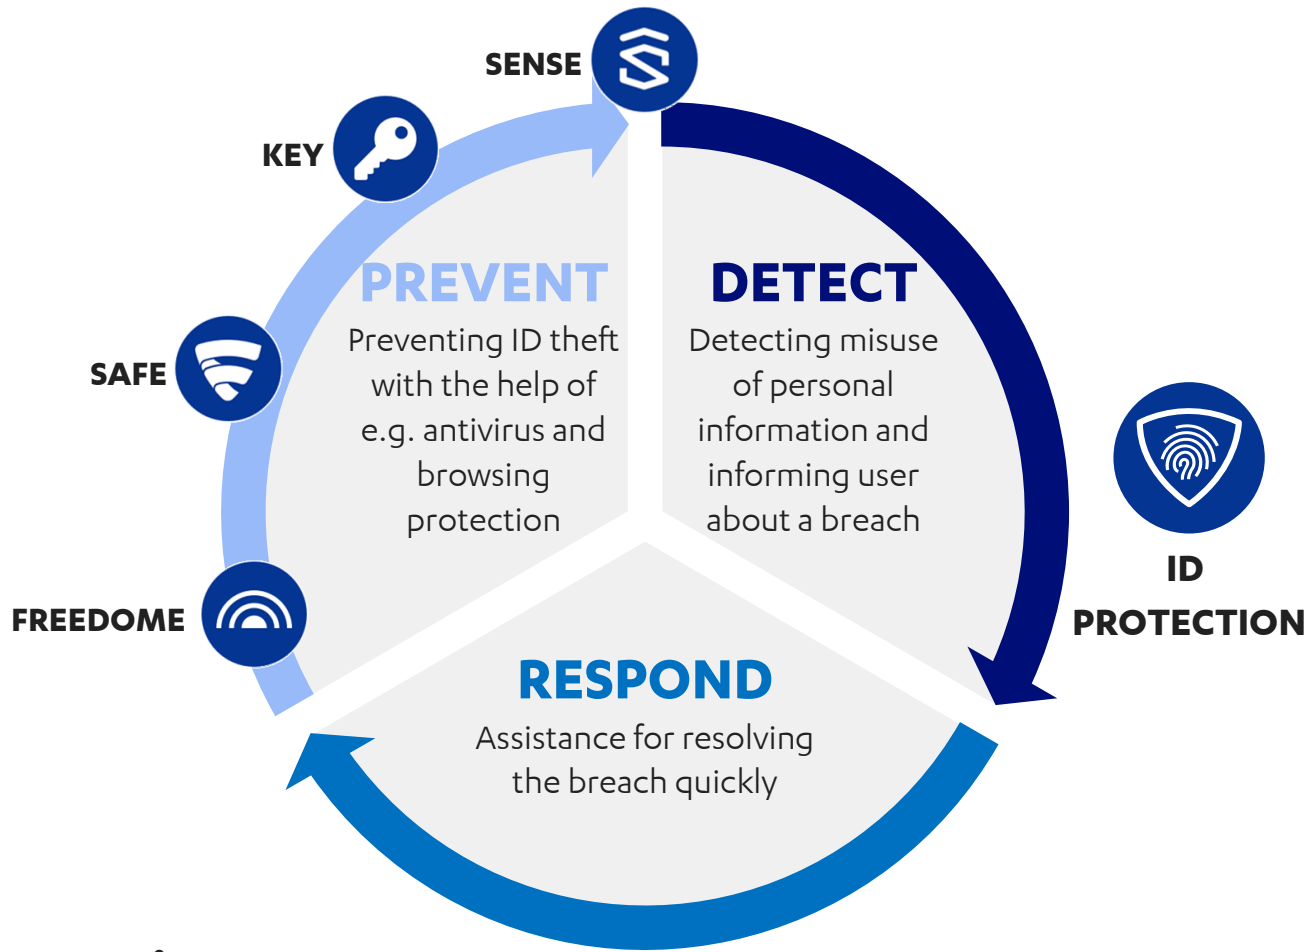 SENSE
KEY
SAFE
FREEDOME
PREVENT
Preventing ID theft
with the help of
e.g. antivirus and
browsing
protection
DETECT
Detecting misuse
of personal
information and
informing user
about a breach
ID
PROTECTION
RESPOND
Assistance for resolving
the breach quickly